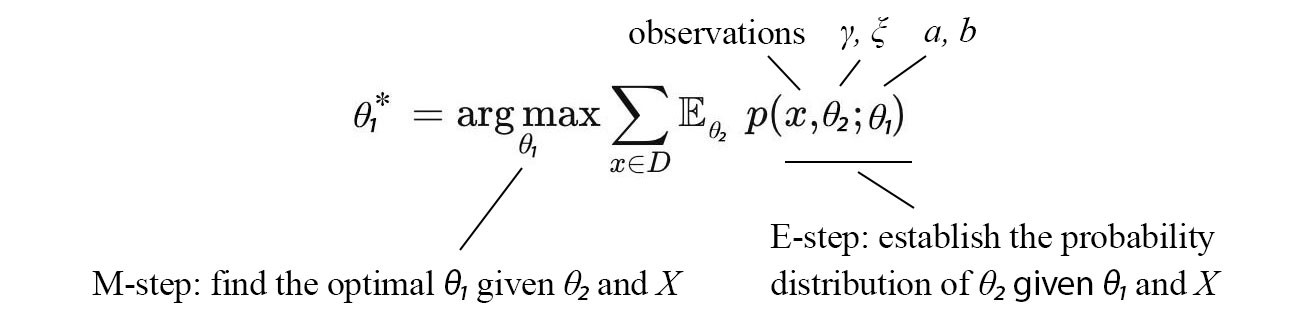 observations γ, ξ a, b
θ₁* = arg max θ₁ ∑ x∈D 𝔼θ₂ p(x,θ₂;θ₁)
E-step: establish the probability
M-step: find the optimal θ₁ given θ₂ and X
distribution of θ₂ given θ₁ and X